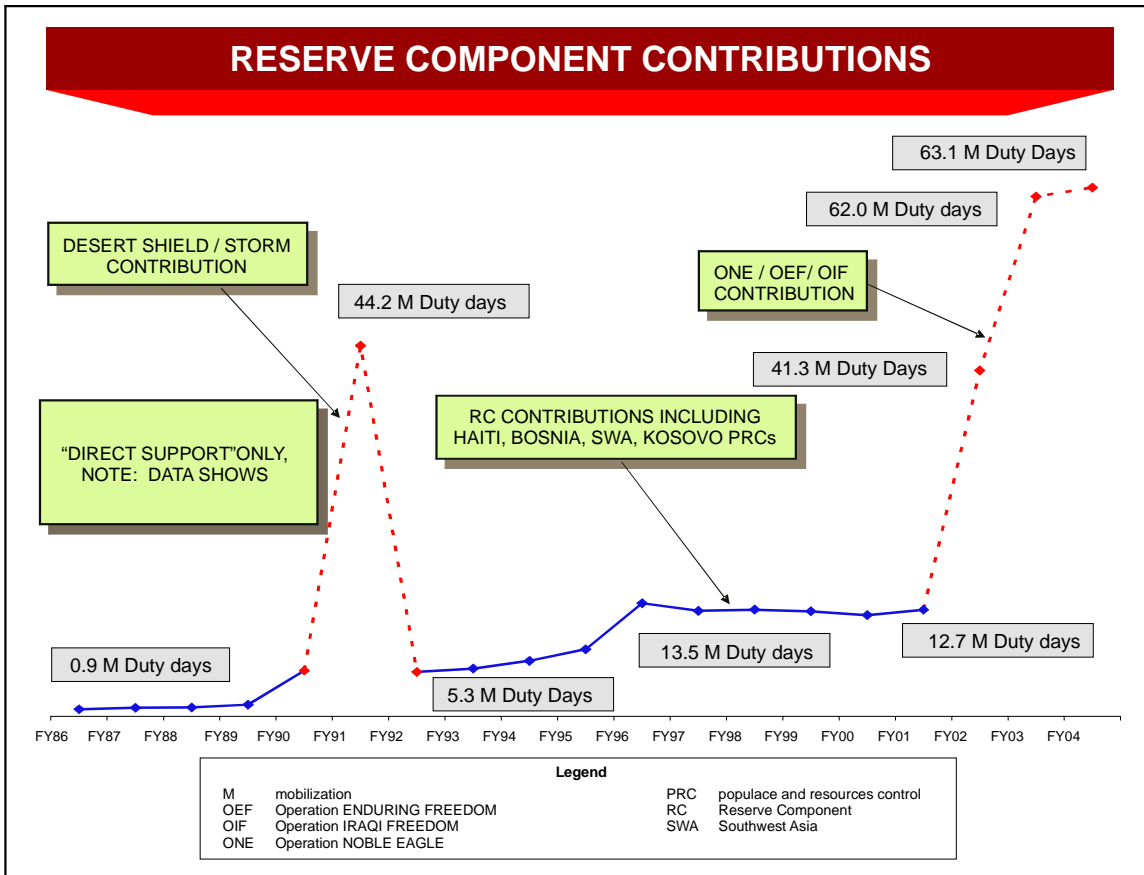 RESERVE COMPONENT CONTRIBUTIONS
63.1 M Duty Days
62.0 M Duty days
DESERT SHIELD / STORM
CONTRIBUTION
ONE / OEF/ OIF
CONTRIBUTION
44.2 M Duty days
41.3 M Duty Days
RC CONTRIBUTIONS INCLUDING
HAITI, BOSNIA, SWA, KOSOVO PRCs
“DIRECT SUPPORT”ONLY,
NOTE: DATA SHOWS
0.9 M Duty days
5.3 M Duty Days
13.5 M Duty days
12.7 M Duty days
FY86 FY87 FY88 FY89 FY90 FY91 FY92 FY93 FY94 FY95 FY96 FY97 FY98 FY99 FY00 FY01 FY02 FY03 FY04
Legend
M mobilization
OEF Operation ENDURING FREEDOM
OIF Operation IRAQI FREEDOM
ONE Operation NOBLE EAGLE
PRC populace and resources control
RC Reserve Component
SWA Southwest Asia